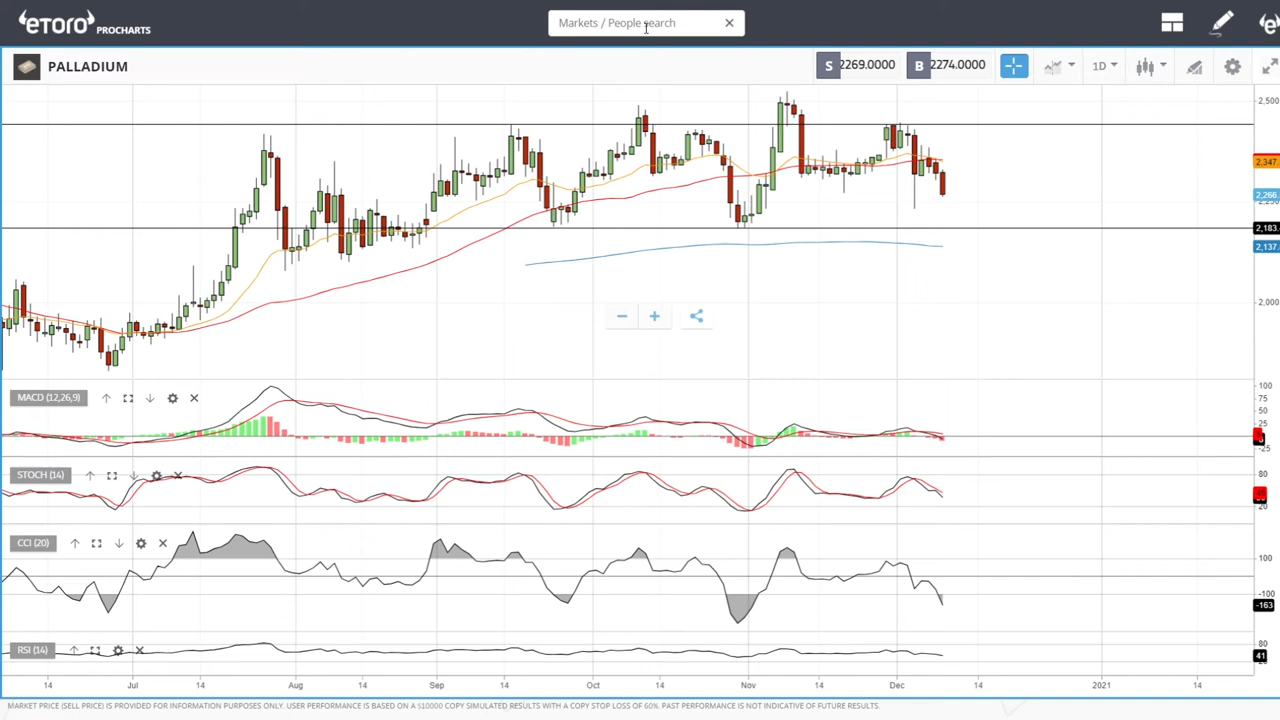 eTORO PROCHARTS
Markets / People search
PALLADIUM
S 2269.0000 B 2274.0000
1D
2,500
2,347.
2,266.
2,183.
2,137.
2,000
MACD (12,26,9)
100
75
50
25
-25
STOCH (14)
80
20
CCI (20)
100
-100
-163
RSI (14)
80
41
14 Jul 14 Aug 14 Sep 14 Oct 14 Nov 14 Dec 14 2021 14
MARKET PRICE (SELL PRICE) IS PROVIDED FOR INFORMATION PURPOSES ONLY. USER PERFORMANCE IS BASED ON A $10000 COPY SIMULATED RESULTS WITH A COPY STOP LOSS OF 60%. PAST PERFORMANCE IS NOT INDICATIVE OF FUTURE RESULTS.